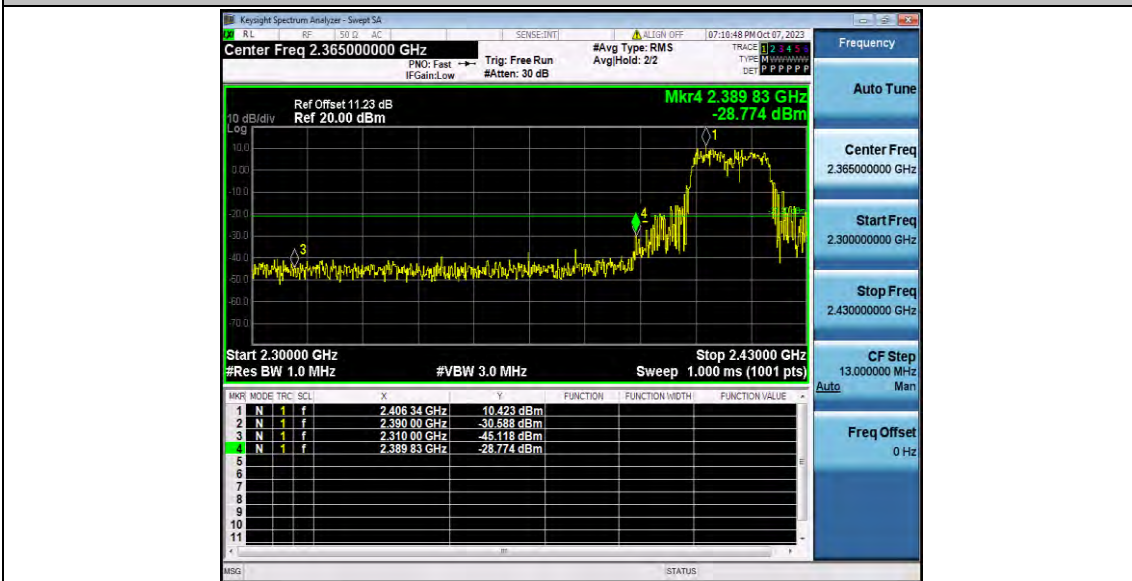 Keysight Spectrum Analyzer - Swept SA
RL RF 50 Ω AC SENSE:INT ALIGN OFF 07:10:48 PM Oct 07, 2023
Center Freq 2.365000000 GHz
#Avg Type: RMS
TRACE 1 2 3 4 5 6
PNO: Fast Trig: Free Run Avg|Hold: 2/2
TYPE M WWWWW
IFGain:Low #Atten: 30 dB
DET P P P P P P
Frequency
Auto Tune
Center Freq
2.365000000 GHz
Start Freq
2.300000000 GHz
Stop Freq
2.430000000 GHz
CF Step
13.000000 MHz
Auto Man
Freq Offset
0 Hz
Mkr4 2.389 83 GHz
-28.774 dBm
Ref Offset 11.23 dB
10 dB/div Ref 20.00 dBm
Log
10.0
0.00
-10.0
-20.0
-30.0
-40.0
-50.0
-60.0
-70.0
1
4
3
Start 2.30000 GHz Stop 2.43000 GHz
#Res BW 1.0 MHz #VBW 3.0 MHz Sweep 1.000 ms (1001 pts)
MKR MODE TRC SCL X Y FUNCTION FUNCTION WIDTH FUNCTION VALUE
1 N 1 f 2.406 34 GHz 10.423 dBm
2 N 1 f 2.390 00 GHz -30.588 dBm
3 N 1 f 2.310 00 GHz -45.118 dBm
4 N 1 f 2.389 83 GHz -28.774 dBm
5
6
7
8
9
10
11
MSG STATUS